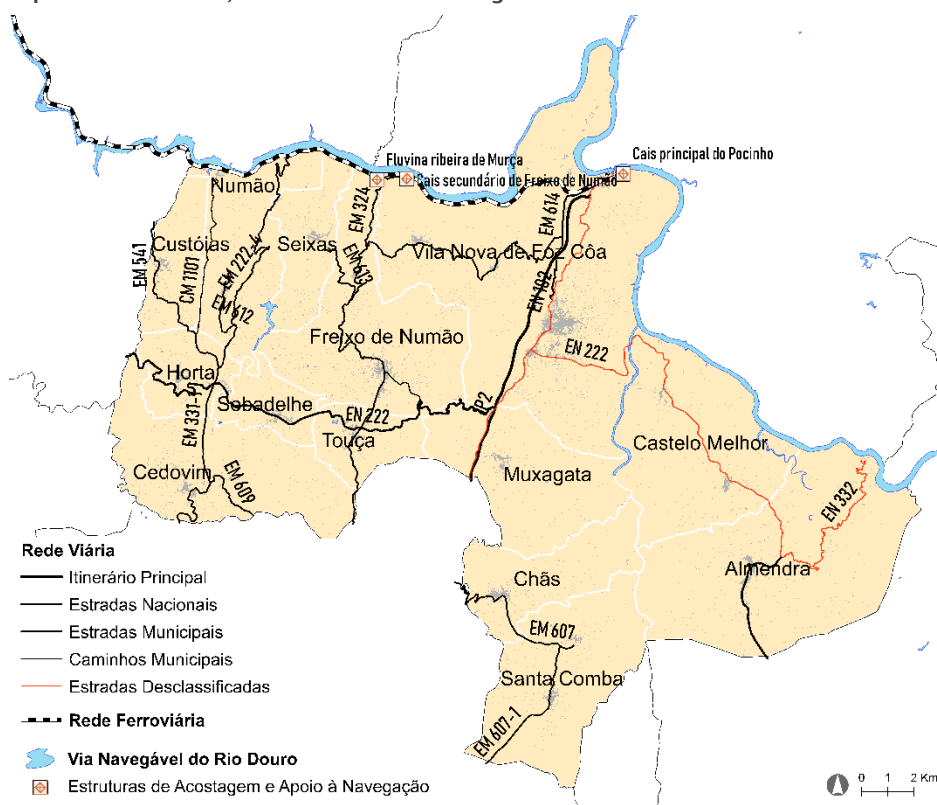 Fluvina ribeira de Murça
Cais principal do Pocinho
Cais secundário de Freixo de Numão
Numão
EM 324
EM 614
EM 541
Custóias
CM 1101
EM 222-4
Seixas
EM 613
Vila Nova de Foz Côa
EN 102
EM 612
Freixo de Numão
EN 222
Horta
IP2
EM 331-1
Sebadelhe
EN 222
Touça
Castelo Melhor
Cedovim
EM 609
Muxagata
EN 332
Almendra
Chãs
EM 607
Santa Comba
EM 607-1
Rede Viária
Itinerário Principal
Estradas Nacionais
Estradas Municipais
Caminhos Municipais
Estradas Desclassificadas
Rede Ferroviária
Via Navegável do Rio Douro
Estruturas de Acostagem e Apoio à Navegação
0 1 2 Km